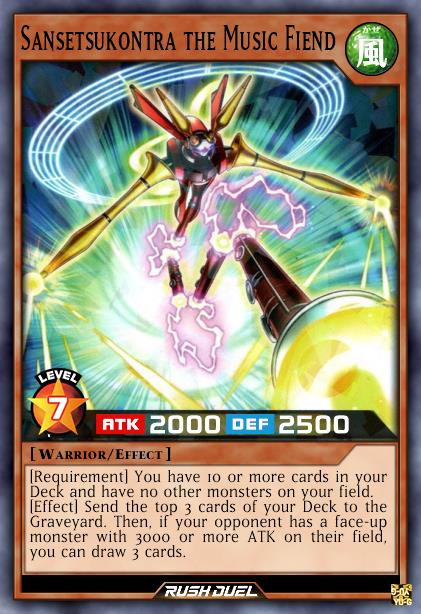 Sansetsukontra the Music Fiend
かぜ
風
LEVEL
7
ATK 2000 DEF 2500
[Warrior/Effect]
[Requirement] You have 10 or more cards in your
Deck and have no other monsters on your field.
[Effect] Send the top 3 cards of your Deck to the
Graveyard. Then, if your opponent has a face-up
monster with 3000 or more ATK on their field,
you can draw 3 cards.
RUSH DUEL